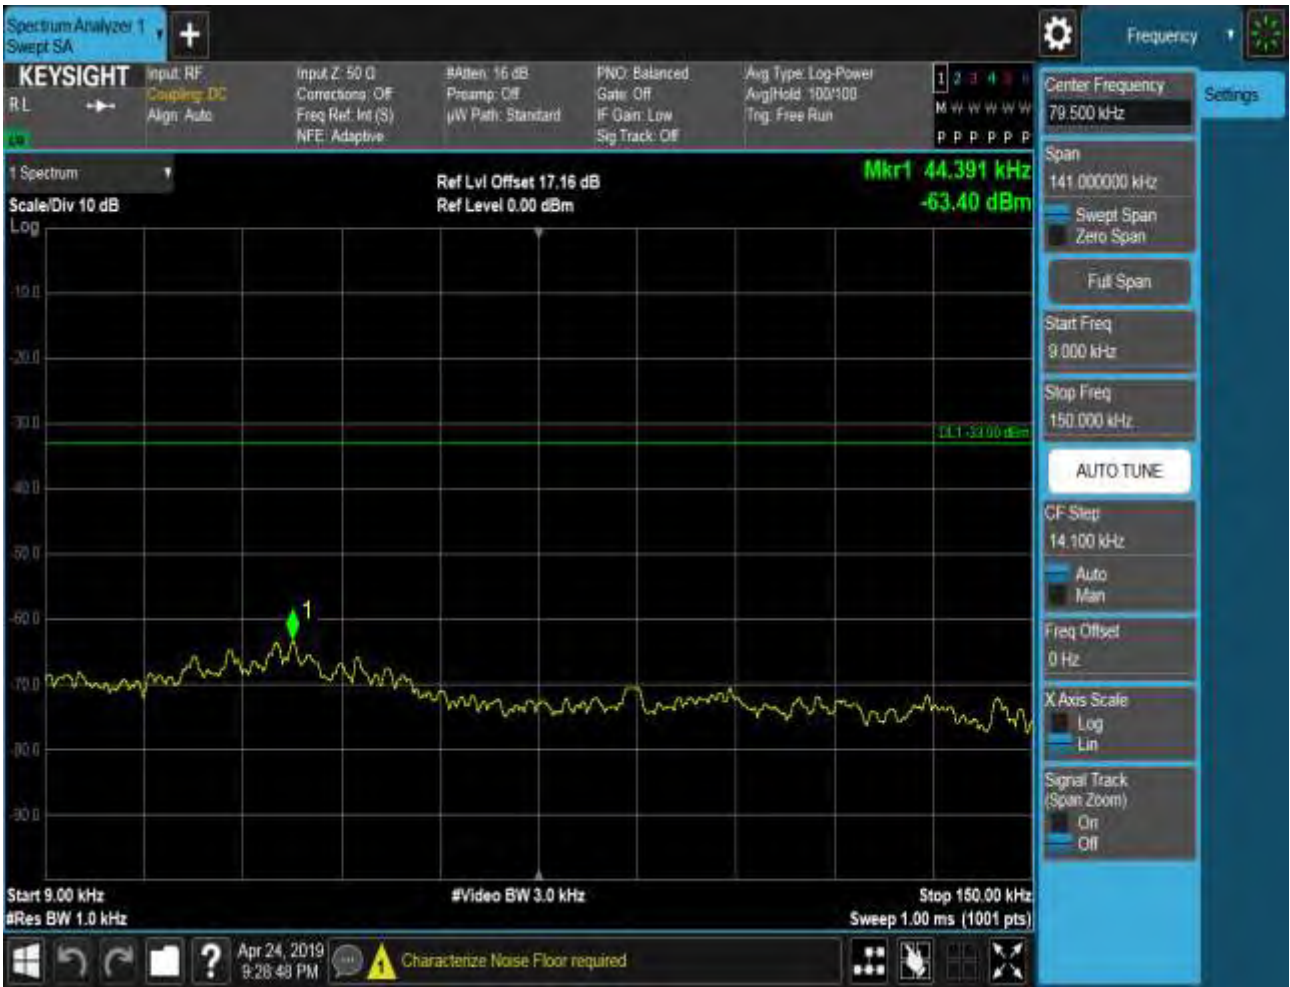 Spectrum Analyzer 1
Swept SA
+
Frequency
KEYSIGHT
RL
Input: RF
Coupling: DC
Align: Auto
Input Z: 50 Ω
Corrections: Off
Freq Ref: Int (S)
NFE: Adaptive
#Atten: 16 dB
Preamp: Off
µW Path: Standard
PNO: Balanced
Gate: Off
IF Gain: Low
Sig Track: Off
Avg Type: Log-Power
Avg|Hold: 100/100
Trig: Free Run
1 2 3 4 5 6
M W W W W W
P P P P P P
1 Spectrum
Scale/Div 10 dB
Log
Ref Lvl Offset 17.16 dB
Ref Level 0.00 dBm
Mkr1 44.391 kHz
-63.40 dBm
-10.0
-20.0
-30.0
-40.0
-50.0
-60.0
-70.0
-80.0
-90.0
DL1 -33.00 dBm
1
Start 9.00 kHz
#Res BW 1.0 kHz
#Video BW 3.0 kHz
Stop 150.00 kHz
Sweep 1.00 ms (1001 pts)
Center Frequency
79.500 kHz
Settings
Span
141.000000 kHz
Swept Span
Zero Span
Full Span
Start Freq
9.000 kHz
Stop Freq
150.000 kHz
AUTO TUNE
CF Step
14.100 kHz
Auto
Man
Freq Offset
0 Hz
X Axis Scale
Log
Lin
Signal Track
(Span Zoom)
On
Off
?
Apr 24, 2019
9:28:48 PM
1
Characterize Noise Floor required